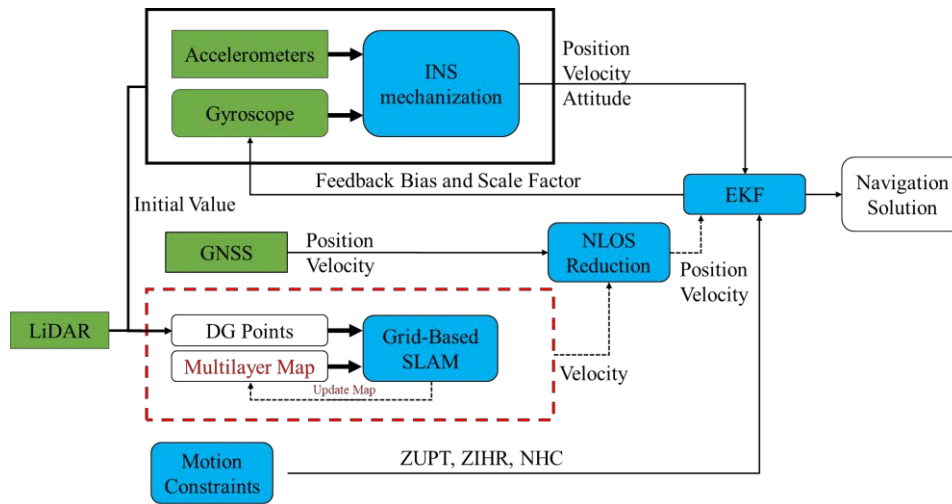 Accelerometers
Gyroscope
INS
mechanization
Position
Velocity
Attitude
Feedback Bias and Scale Factor
Initial Value
EKF
Navigation
Solution
GNSS
Position
Velocity
NLOS
Reduction
Position
Velocity
LiDAR
DG Points
Multilayer Map
Grid-Based
SLAM
Update Map
Velocity
Motion
Constraints
ZUPT, ZIHR, NHC